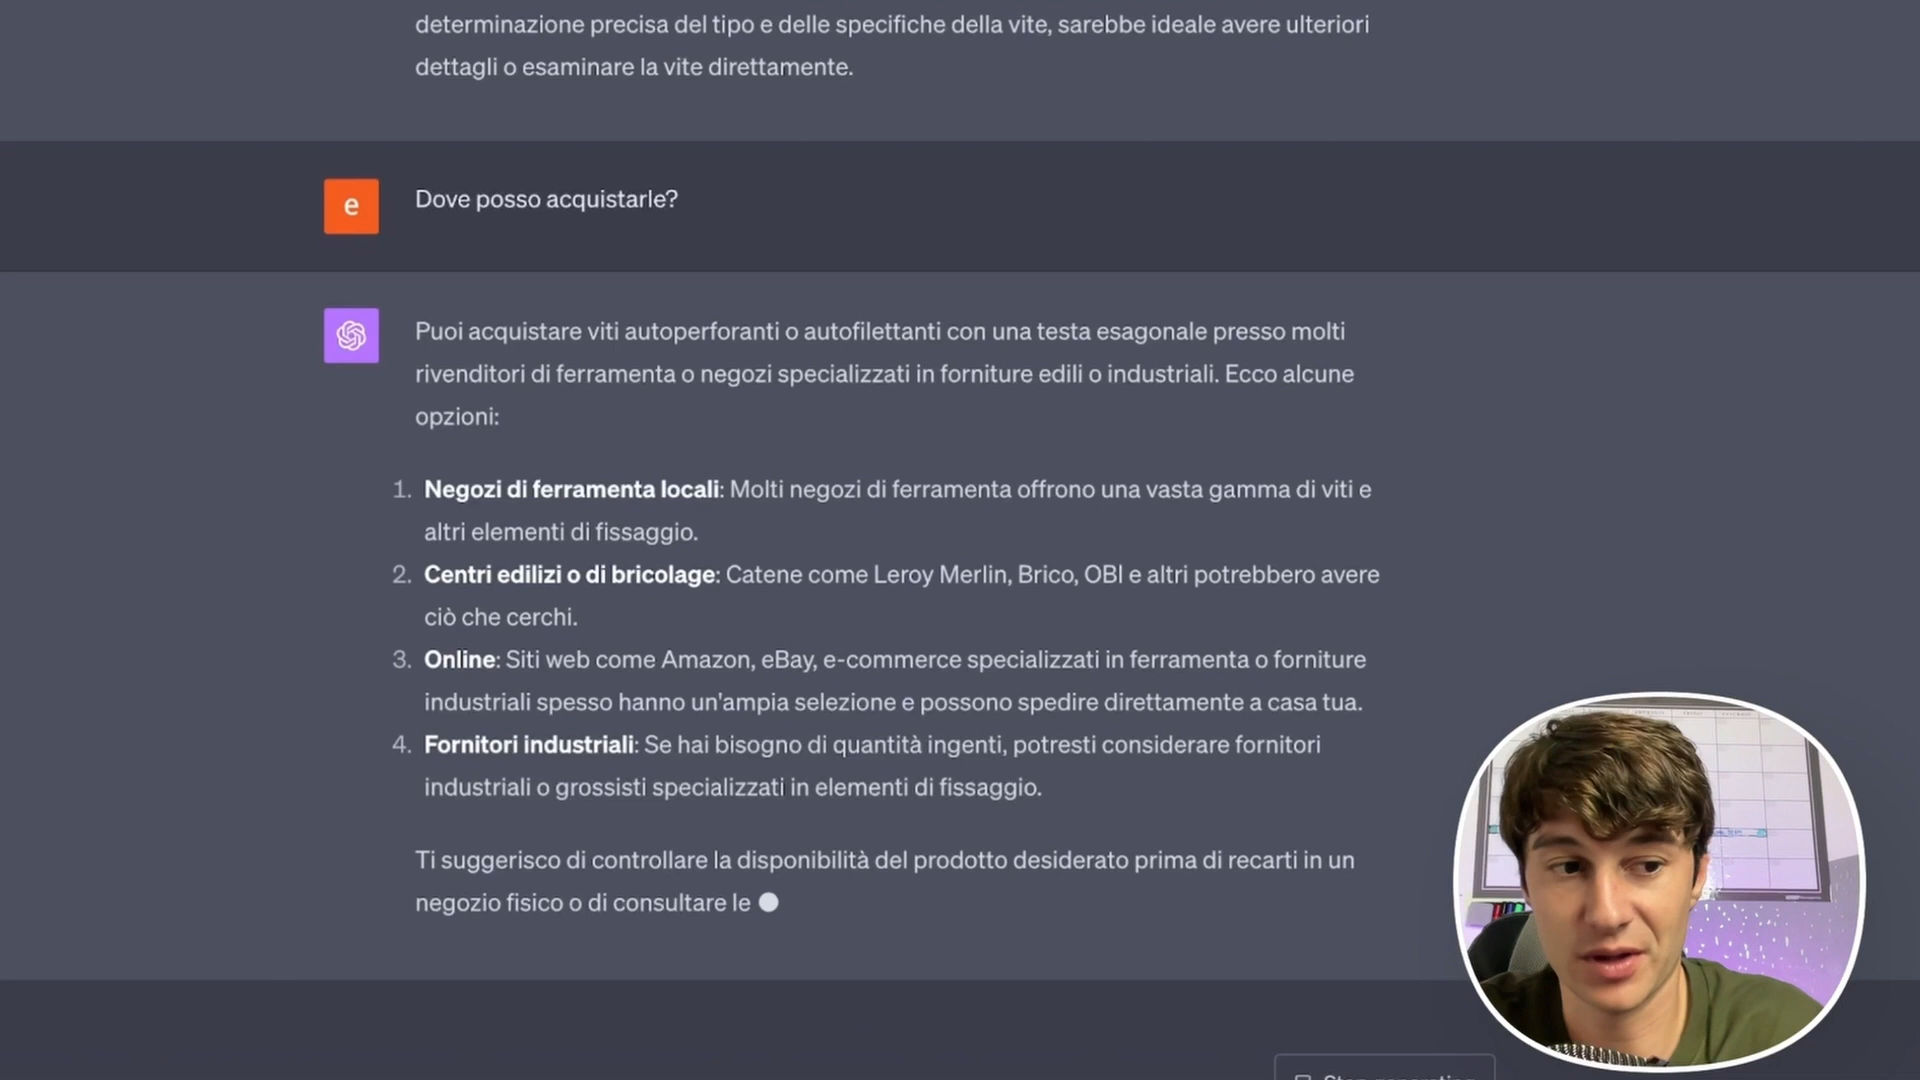 determinazione precisa del tipo e delle specifiche della vite, sarebbe ideale avere ulteriori
dettagli o esaminare la vite direttamente.
e
Dove posso acquistarle?
Puoi acquistare viti autoperforanti o autofilettanti con una testa esagonale presso molti
rivenditori di ferramenta o negozi specializzati in forniture edili o industriali. Ecco alcune
opzioni:
1. Negozi di ferramenta locali: Molti negozi di ferramenta offrono una vasta gamma di viti e
altri elementi di fissaggio.
2. Centri edilizi o di bricolage: Catene come Leroy Merlin, Brico, OBI e altri potrebbero avere
ciò che cerchi.
3. Online: Siti web come Amazon, eBay, e-commerce specializzati in ferramenta o forniture
industriali spesso hanno un'ampia selezione e possono spedire direttamente a casa tua.
4. Fornitori industriali: Se hai bisogno di quantità ingenti, potresti considerare fornitori
industriali o grossisti specializzati in elementi di fissaggio.
Ti suggerisco di controllare la disponibilità del prodotto desiderato prima di recarti in un
negozio fisico o di consultare le
Stop generating